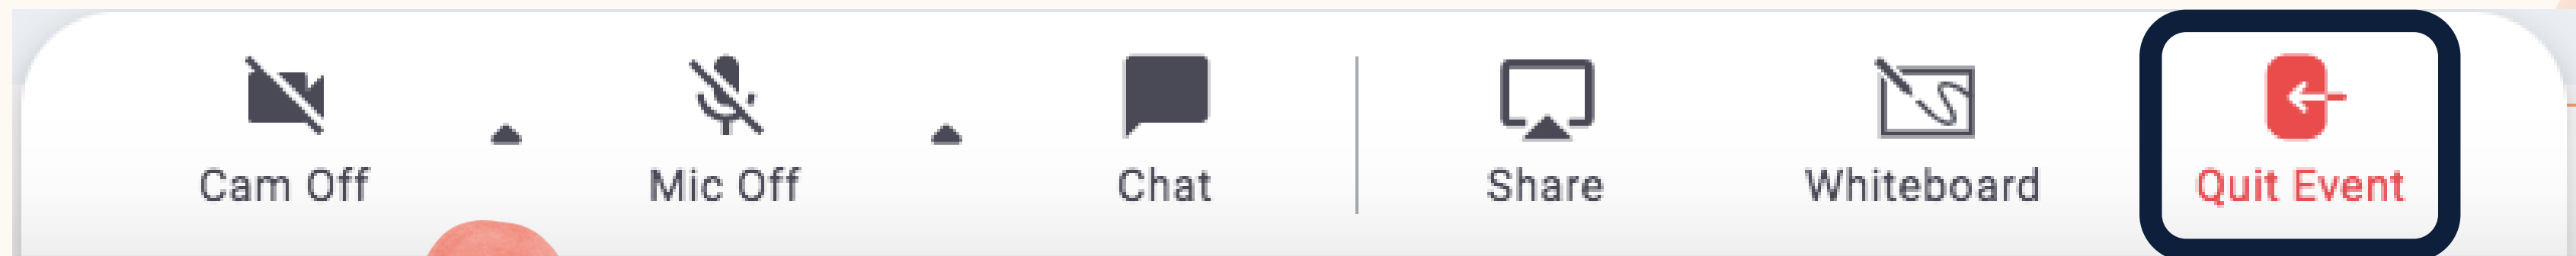 Cam Off
Mic Off
Chat
Share
Whiteboard
Quit Event